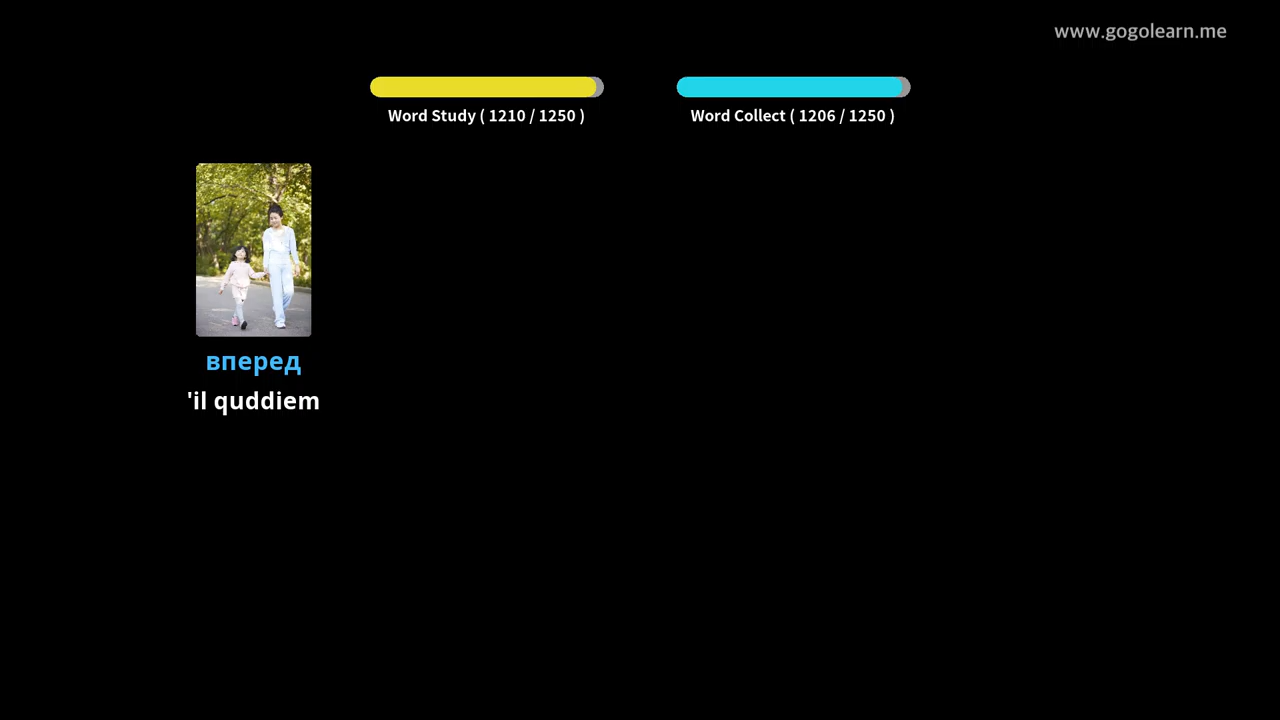 www.gogolearn.me
Word Study ( 1210 / 1250 )
Word Collect ( 1206 / 1250 )
вперед
'il quddiem